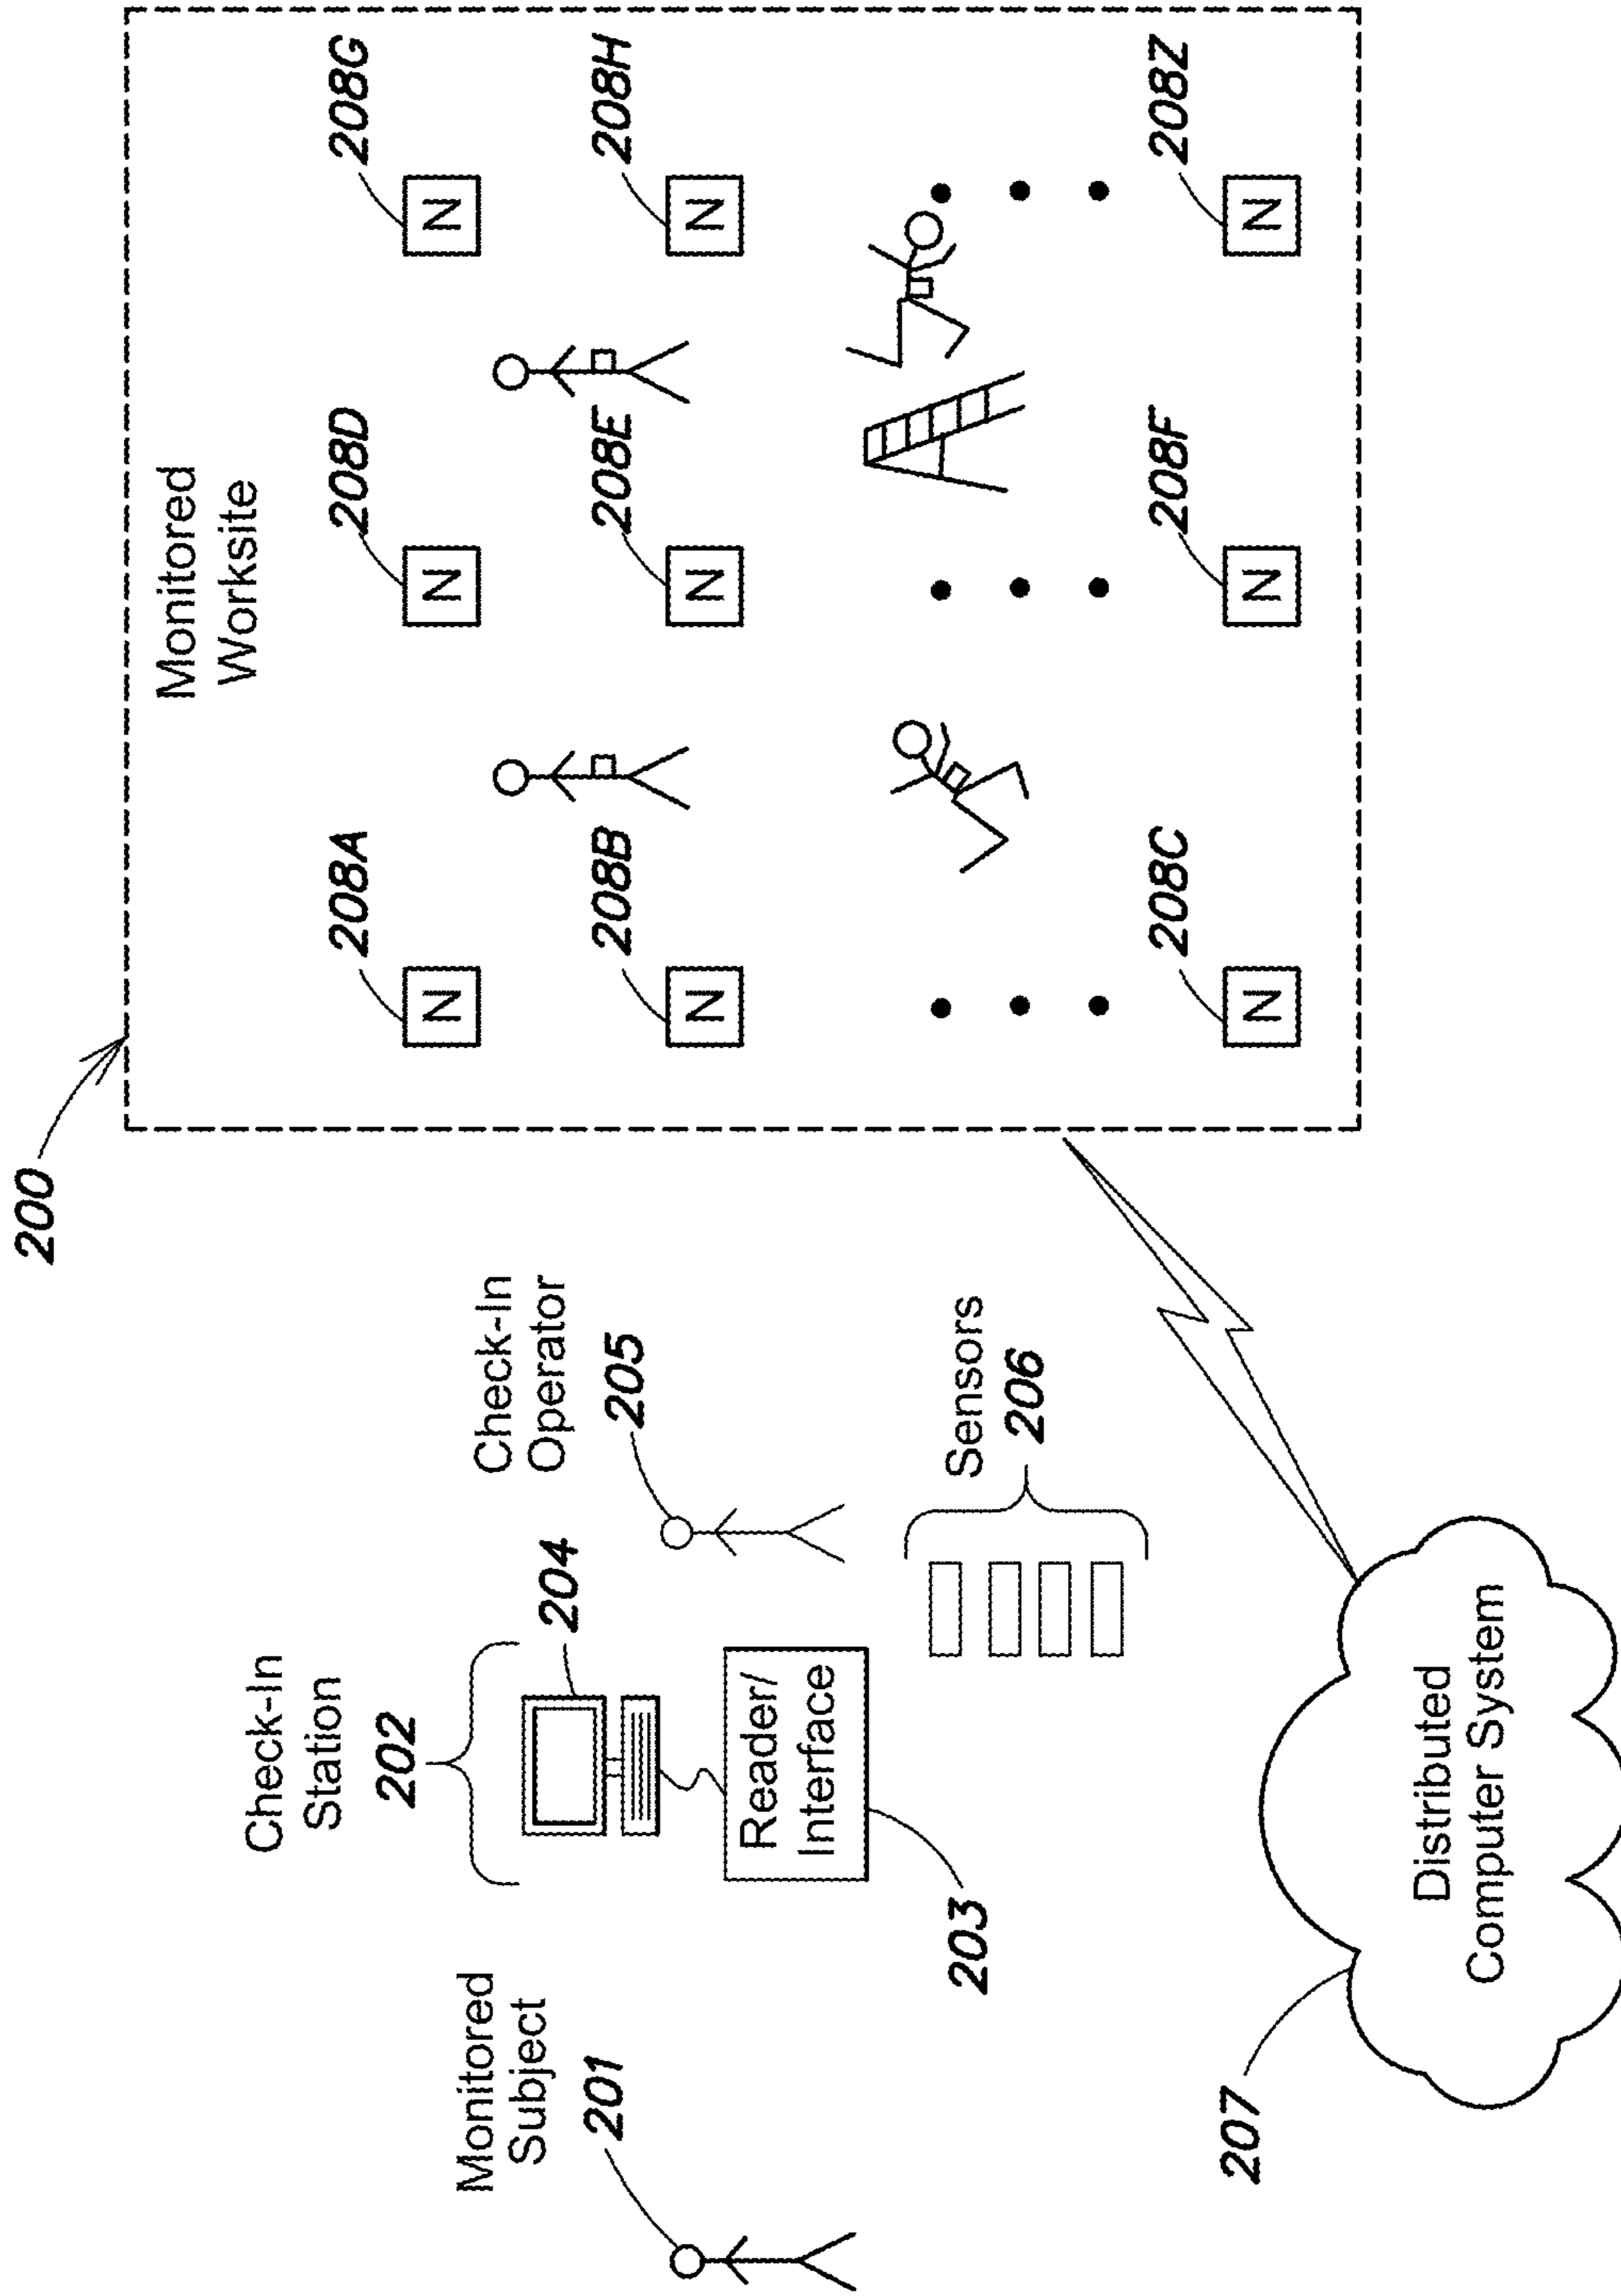 200
Monitored
Worksite
208A
208D
208G
N
N
N
208B
208E
208H
N
N
N
208C
208F
208Z
N
N
N
Check-In
Station
202
204
Reader/
Interface
203
Check-In
Operator
205
Sensors
206
Monitored
Subject
201
207
Distributed
Computer System